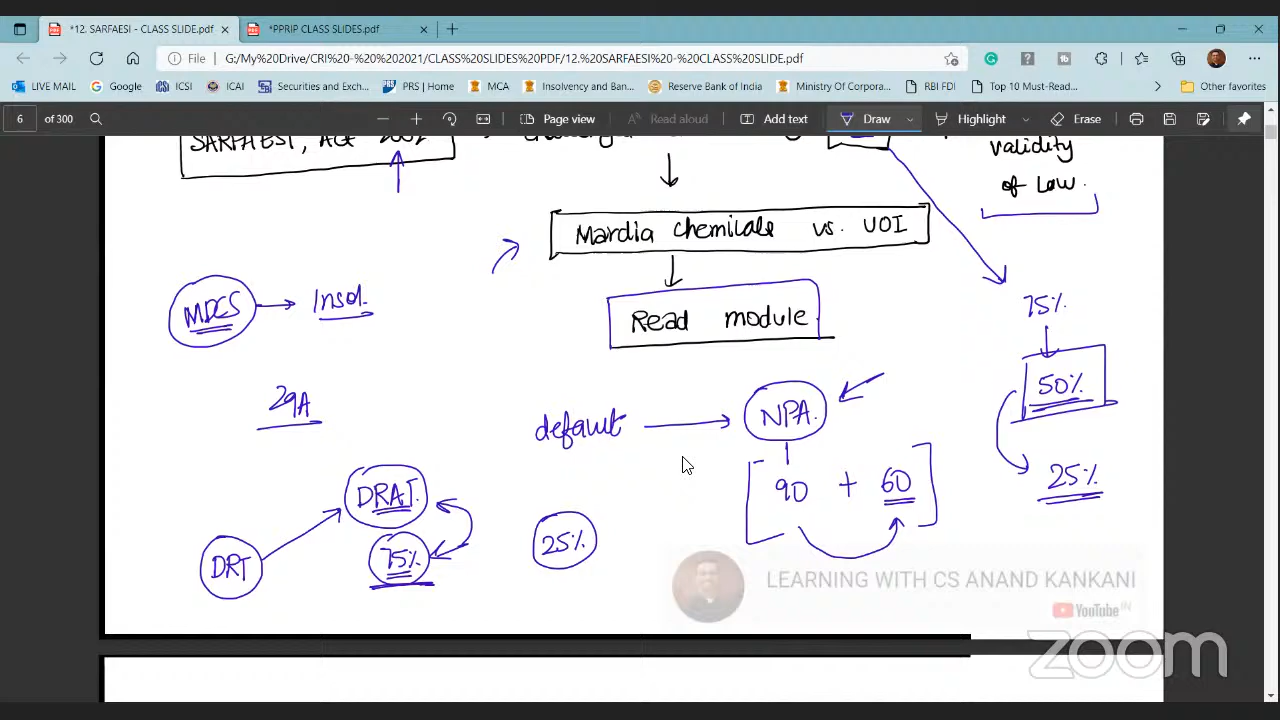 *12. SARFAESI - CLASS SLIDE.pdf
*PPRIP CLASS SLIDES.pdf
File
G:/My%20Drive/CRI%20-%20%202021/CLASS%20SLIDES%20PDF/12.%20SARFAESI%20-%20CLASS%20SLIDE.pdf
LIVE MAIL
Google
ICSI
ICAI
Securities and Exch...
PRS | Home
MCA
Insolvency and Ban...
Reserve Bank of India
Ministry Of Corpora...
RBI FDI
Top 10 Must-Read...
Other favorites
6 of 300
Page view
Read aloud
Add text
Draw
Highlight
Erase
SARFAESI, Act 2002
validity
of Law.
Mardia chemicals vs. UOI
MDCS
Insol.
Read module
75%
50%
29A
default
NPA.
25%
DRAT.
90 + 60
DRT
75%
25%
LEARNING WITH CS ANAND KANKANI
YouTube IN
zoom